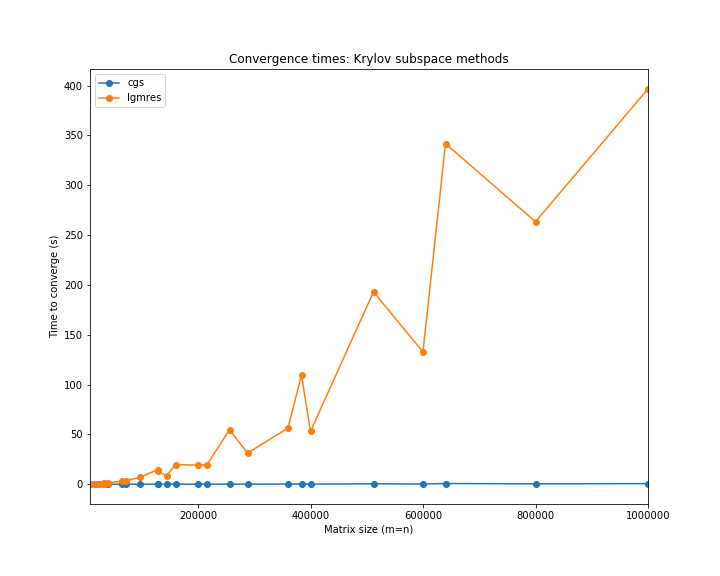 Convergence times: Krylov subspace methods
cgs
lgmres
400
350
300
250
200
150
100
50
0
Time to converge (s)
200000 400000 600000 800000 1000000
Matrix size (m=n)